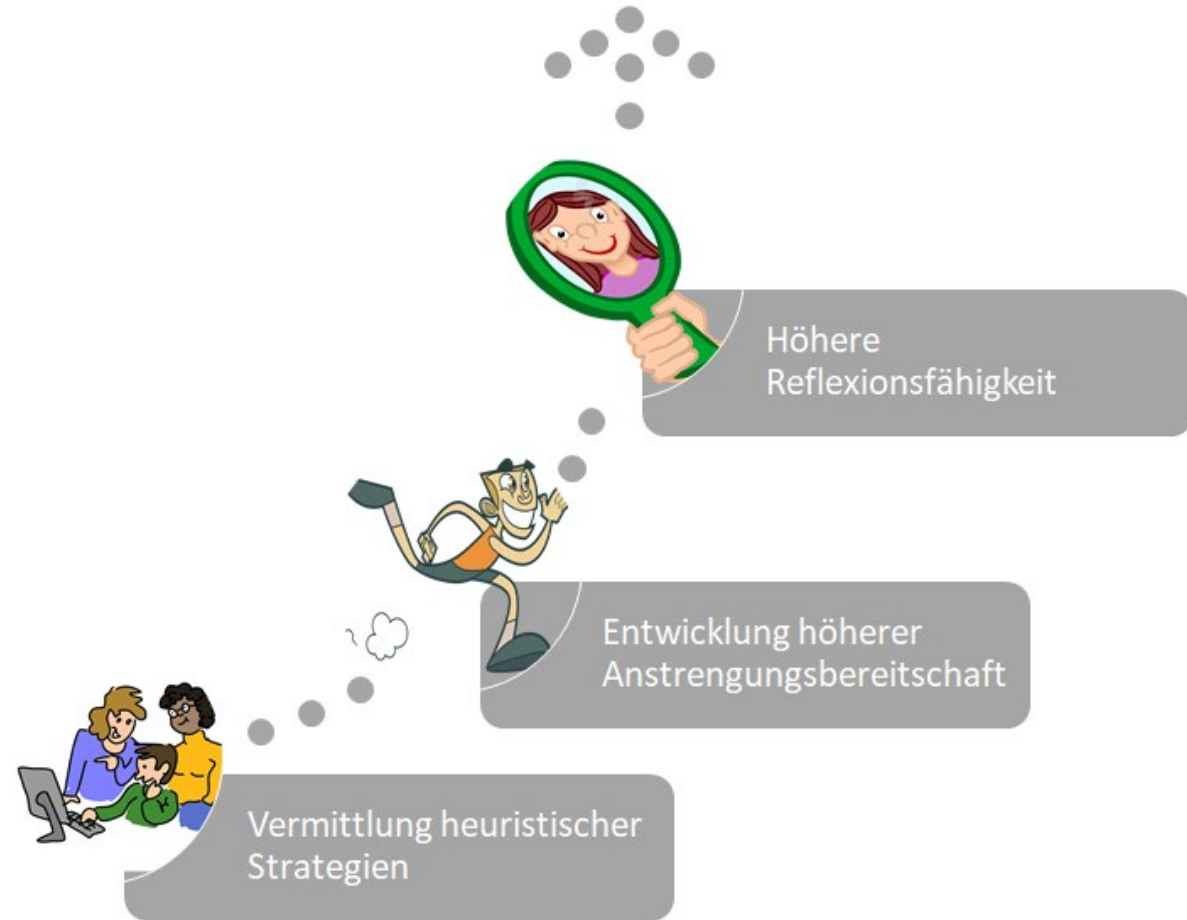 Höhere
Reflexionsfähigkeit
Entwicklung höherer
Anstrengungsbereitschaft
Vermittlung heuristischer
Strategien